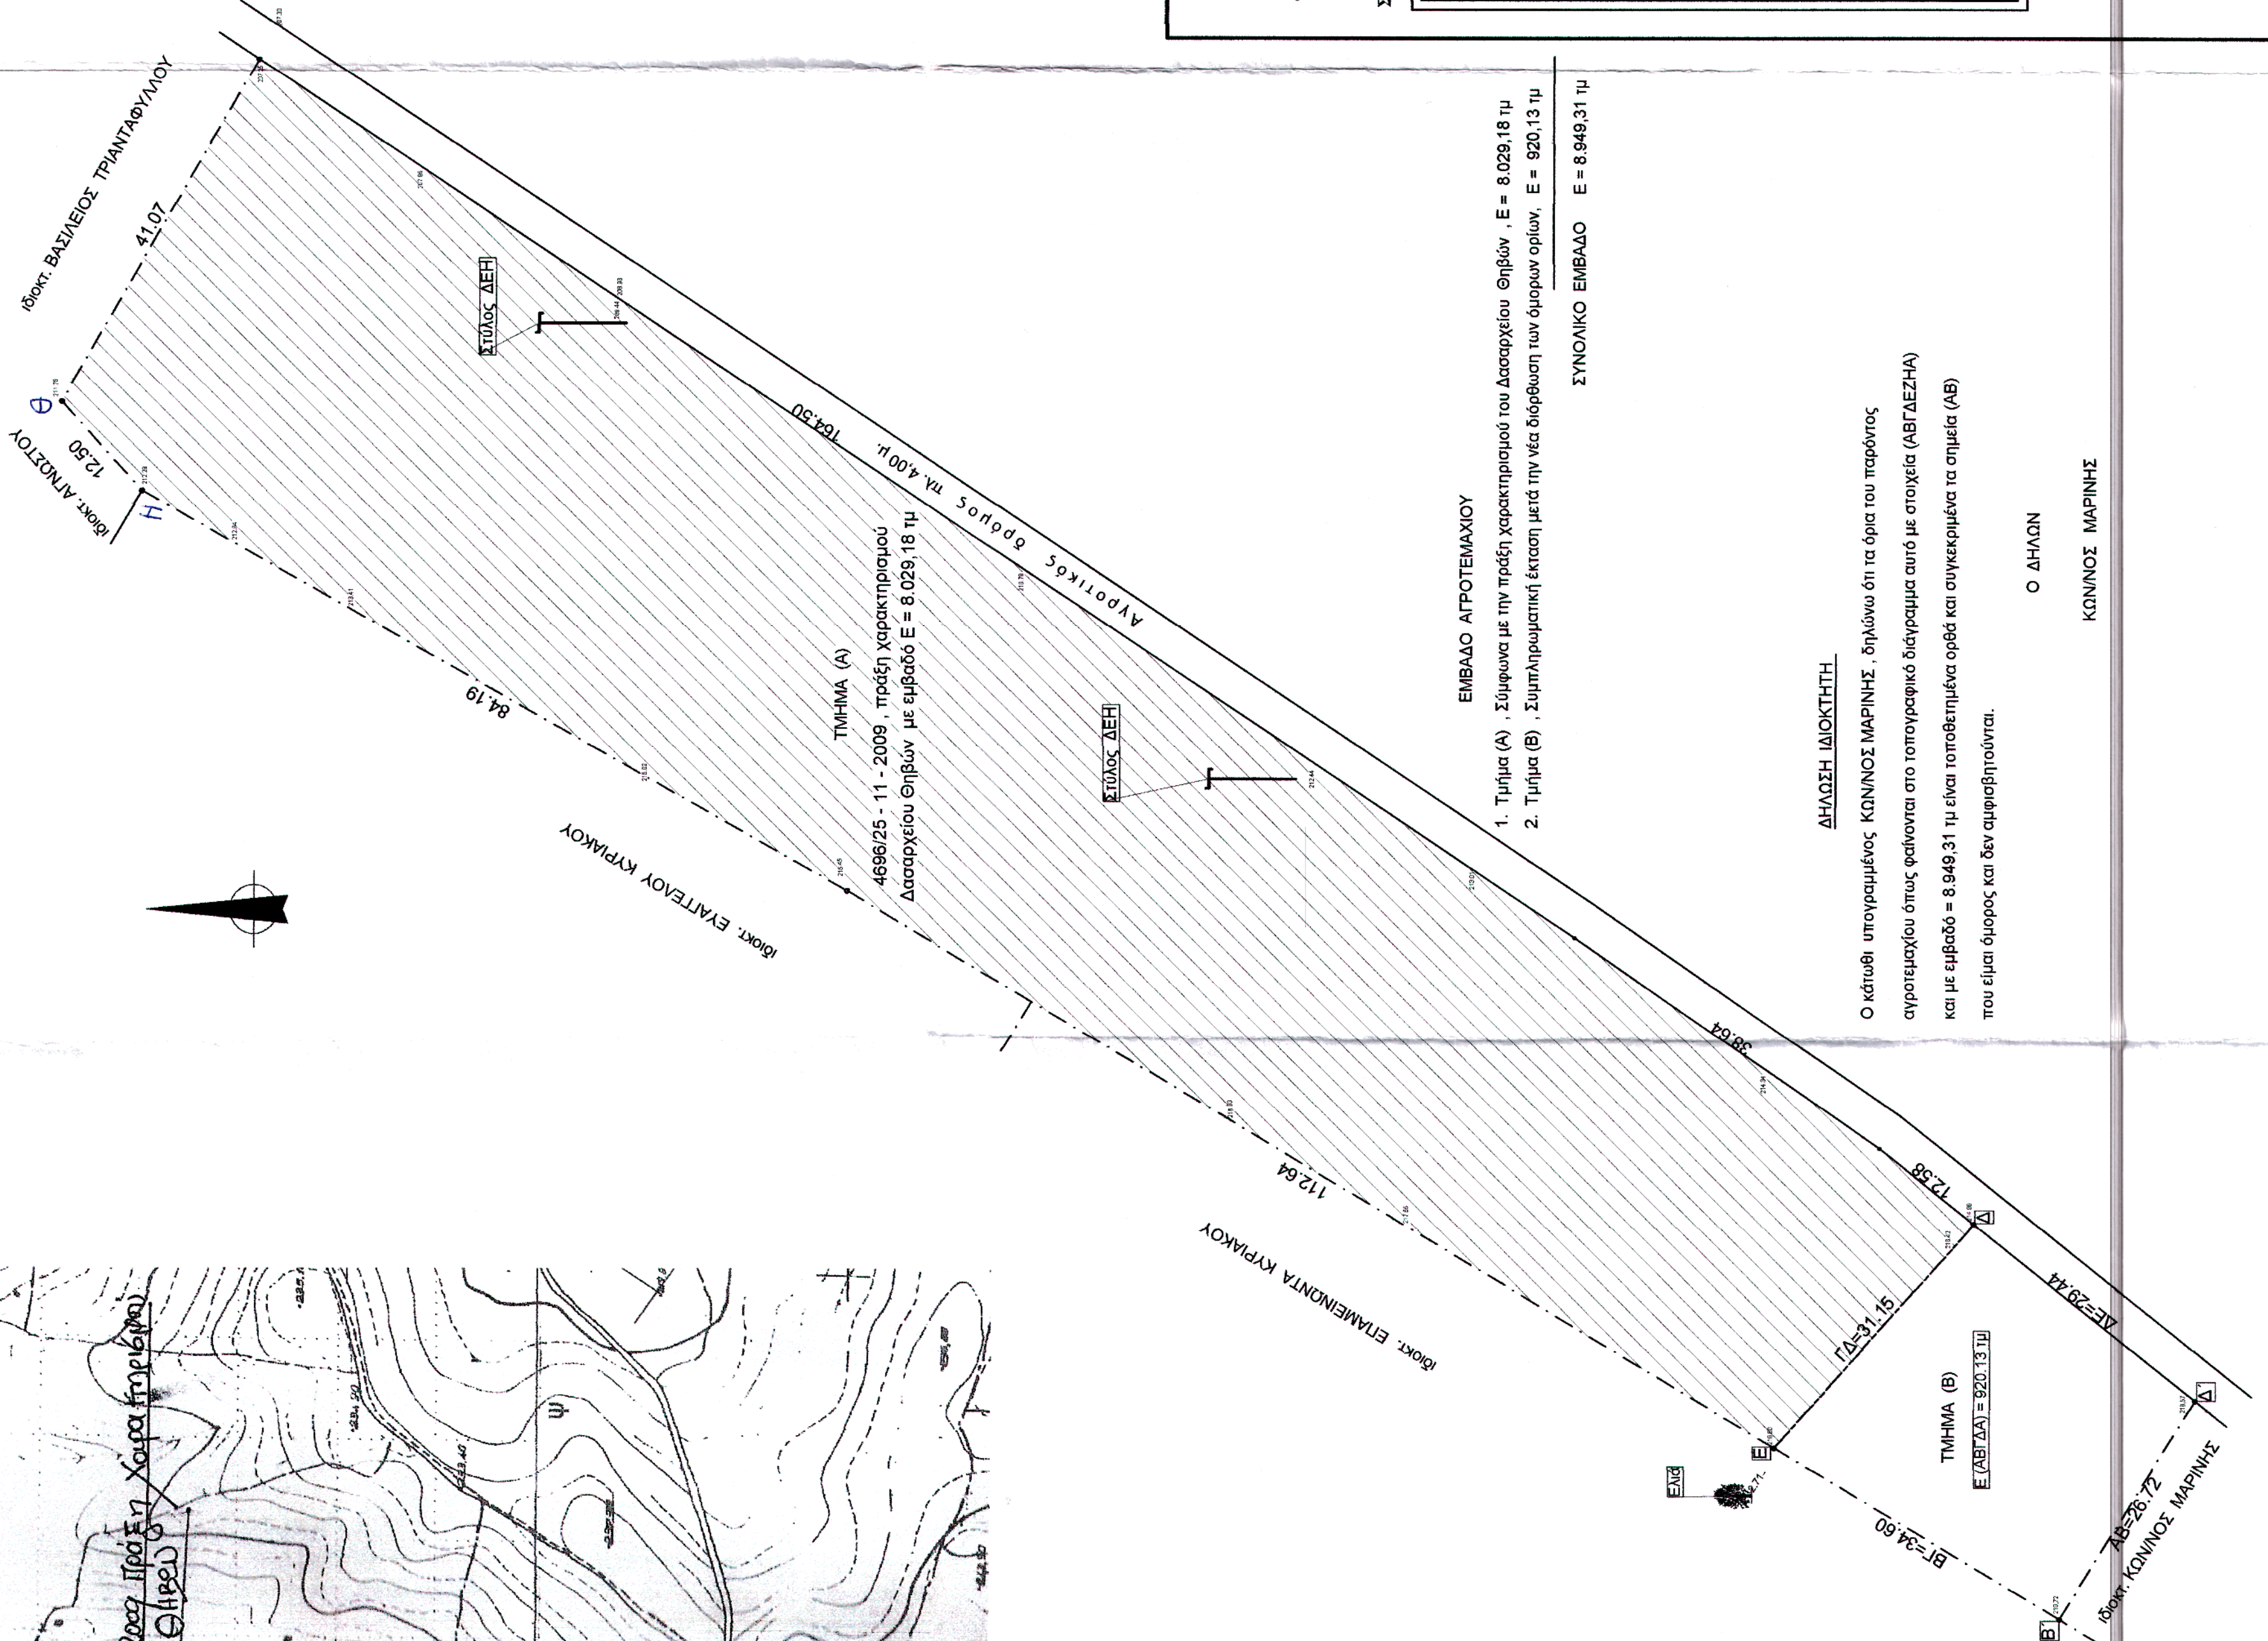 ιδιοκτ. ΒΑΣΙΛΕΙΟΣ ΤΡΙΑΝΤΑΦΥΛΛΟΥ
41.07
Θ
12.50
ιδιοκτ. ΑΓΝΩΣΤΟΥ
Η
84.19
ιδιοκτ. ΕΥΑΓΓΕΛΟΥ ΚΥΡΙΑΚΟΥ
Στύλος ΔΕΗ
164.50
Αγροτικός δρόμος πλ. 4,00 μ.
ΤΜΗΜΑ (Α)
4696/25 - 11 - 2009 , πράξη χαρακτηρισμού
Δασαρχείου Θηβών με εμβαδό Ε = 8.029,18 τμ
Στύλος ΔΕΗ
112.64
ιδιοκτ. ΕΠΑΜΕΙΝΩΝΤΑ ΚΥΡΙΑΚΟΥ
38.64
12.58
Δ
ΓΔ=31.15
ΔΕ=29.44
Ε
Ελιά
ΤΜΗΜΑ (Β)
Ε (ΑΒΓΔΑ) = 920.13 τμ
ΒΓ=34.60
ΑΒ=26.72
ιδιοκτ. ΚΩΝ/ΝΟΣ ΜΑΡΙΝΗΣ
Δ΄
Β΄
ΕΜΒΑΔΟ ΑΓΡΟΤΕΜΑΧΙΟΥ
1. Τμήμα (Α) , Σύμφωνα με την πράξη χαρακτηρισμού του Δασαρχείου Θηβών , Ε = 8.029,18 τμ
2. Τμήμα (Β) , Συμπληρωματική έκταση μετά την νέα διόρθωση των όμορων ορίων, Ε = 920,13 τμ
ΣΥΝΟΛΙΚΟ ΕΜΒΑΔΟ Ε = 8.949,31 τμ
ΔΗΛΩΣΗ ΙΔΙΟΚΤΗΤΗ
Ο κάτωθι υπογραμμένος ΚΩΝ/ΝΟΣ ΜΑΡΙΝΗΣ , δηλώνω ότι τα όρια του παρόντος
αγροτεμαχίου όπως φαίνονται στο τοπογραφικό διάγραμμα αυτό με στοιχεία (ΑΒΓΔΕΖΗΑ)
και με εμβαδό = 8.949,31 τμ είναι τοποθετημένα ορθά και συγκεκριμένα τα σημεία (ΑΒ)
που είμαι όμορος και δεν αμφισβητούνται.
Ο ΔΗΛΩΝ
ΚΩΝ/ΝΟΣ ΜΑΡΙΝΗΣ
Πράξη Χαρακτηρισμού
Θηβών
Ψ